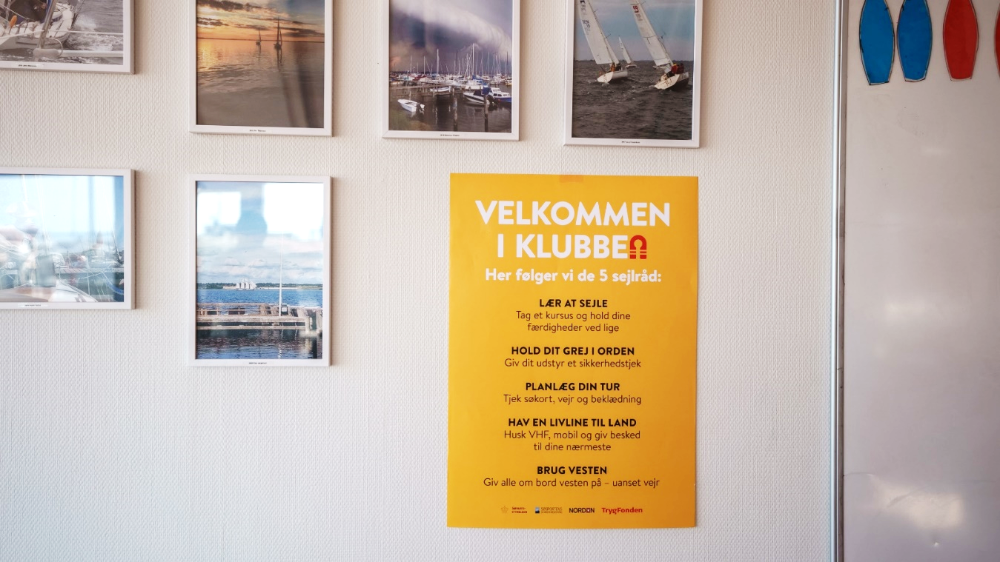 VELKOMMEN
I KLUBBEN
Her følger vi de 5 sejlråd:
LÆR AT SEJLE
Tag et kursus og hold dine
færdigheder ved lige
HOLD DIT GREJ I ORDEN
Giv dit udstyr et sikkerhedstjek
PLANLÆG DIN TUR
Tjek søkort, vejr og beklædning
HAV EN LIVLINE TIL LAND
Husk VHF, mobil og giv besked
til dine nærmeste
BRUG VESTEN
Giv alle om bord vesten på – uanset vejr
NORDEN TrygFonden